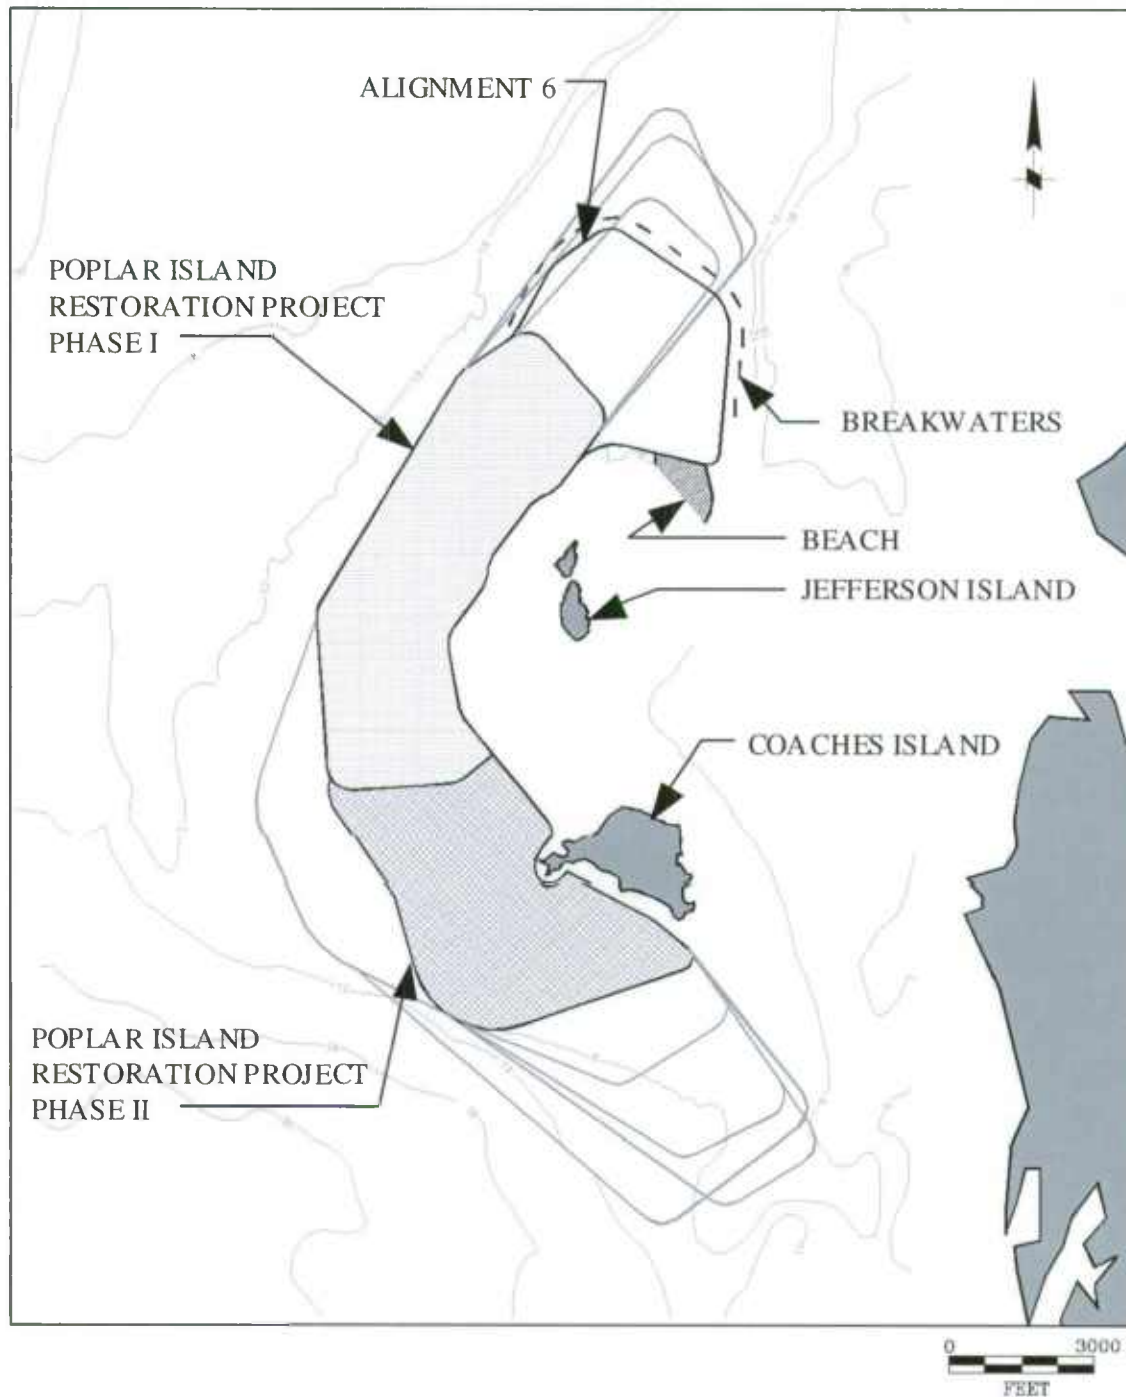 ALIGNMENT 6
POPLAR ISLAND
RESTORATION PROJECT
PHASE I
BREAKWATERS
BEACH
JEFFERSON ISLAND
COACHES ISLAND
POPLAR ISLAND
RESTORATION PROJECT
PHASE II
0 3000
FEET